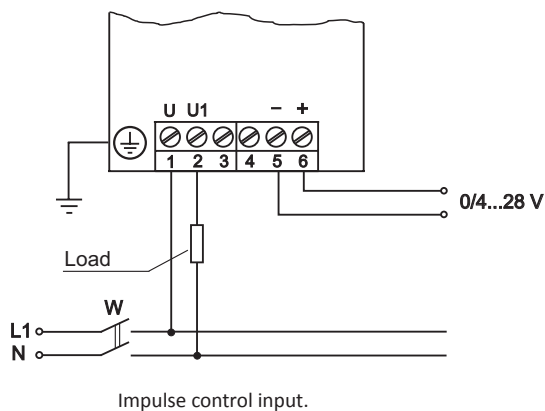 U U1 − +
1 2 3 4 5 6
0/4...28 V
Load
W
L1
N
Impulse control input.